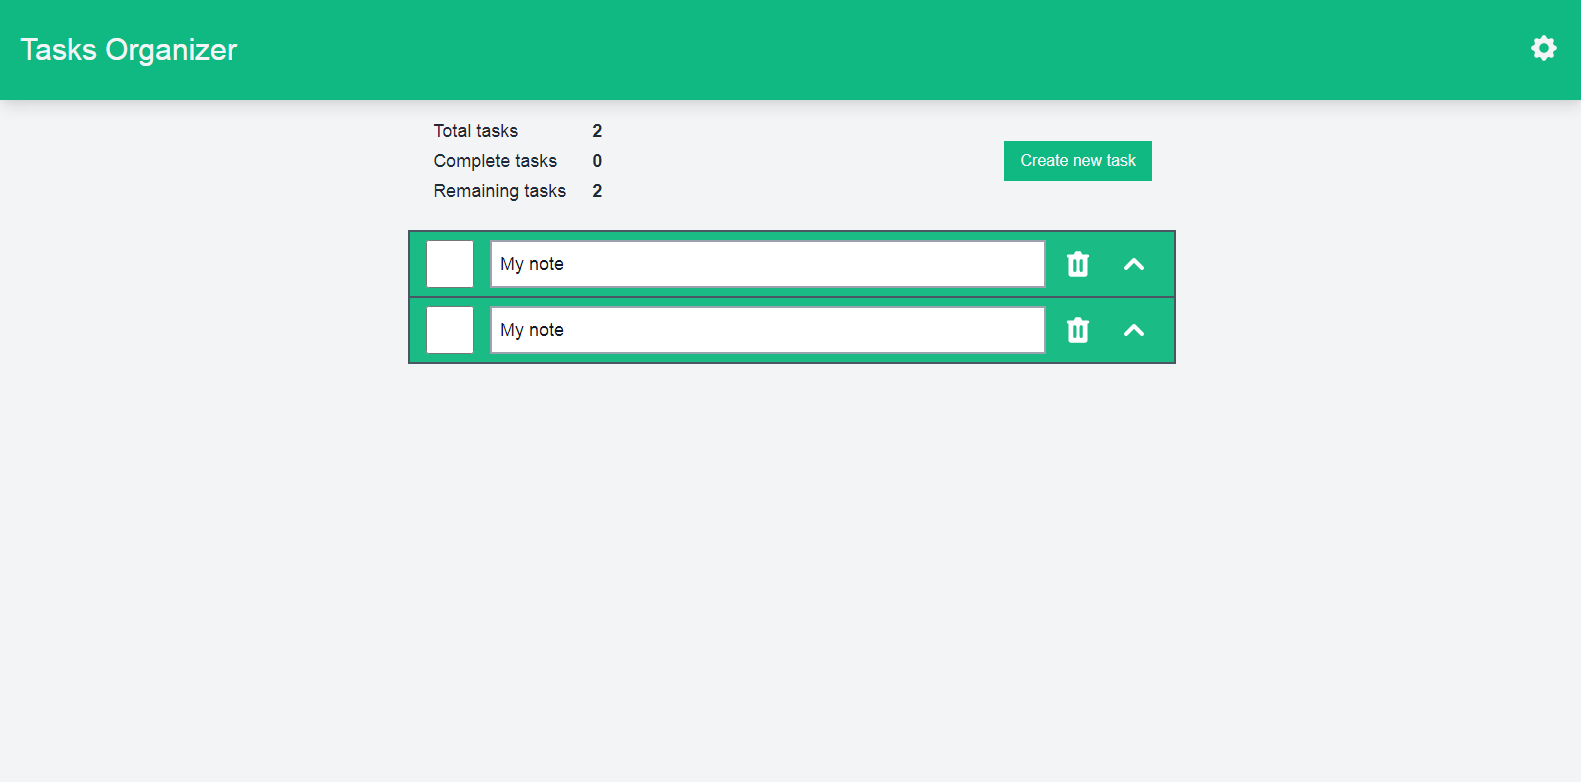 Tasks Organizer
Total tasks 2
Complete tasks 0
Remaining tasks 2
Create new task
My note
My note